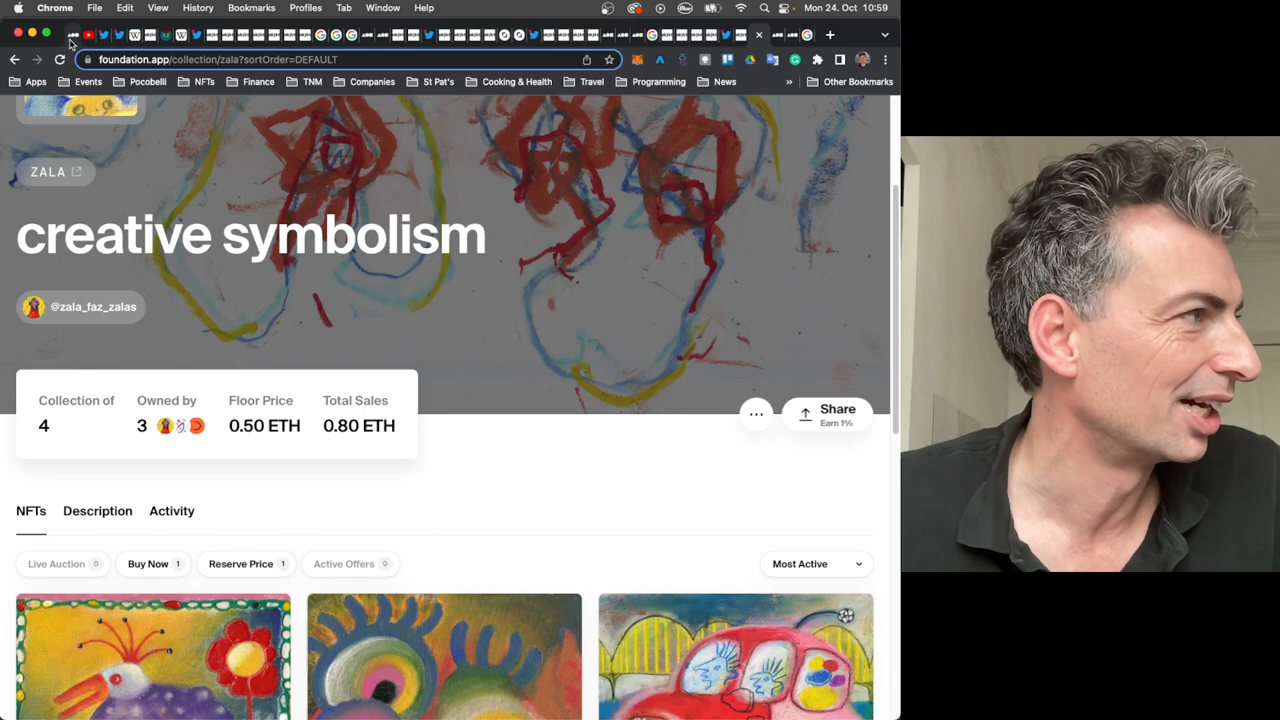 Chrome File Edit View History Bookmarks Profiles Tab Window Help Mon 24. Oct 10:59
foundation.app/collection/zala?sortOrder=DEFAULT
Apps Events Pocobelli NFTs Finance TNM Companies St Pat's Cooking & Health Travel Programming News » Other Bookmarks
ZALA
creative symbolism
@zala_faz_zalas
Collection of Owned by Floor Price Total Sales
4 3 0.50 ETH 0.80 ETH
Share
Earn 1%
NFTs Description Activity
Live Auction 0 Buy Now 1 Reserve Price 1 Active Offers 0 Most Active